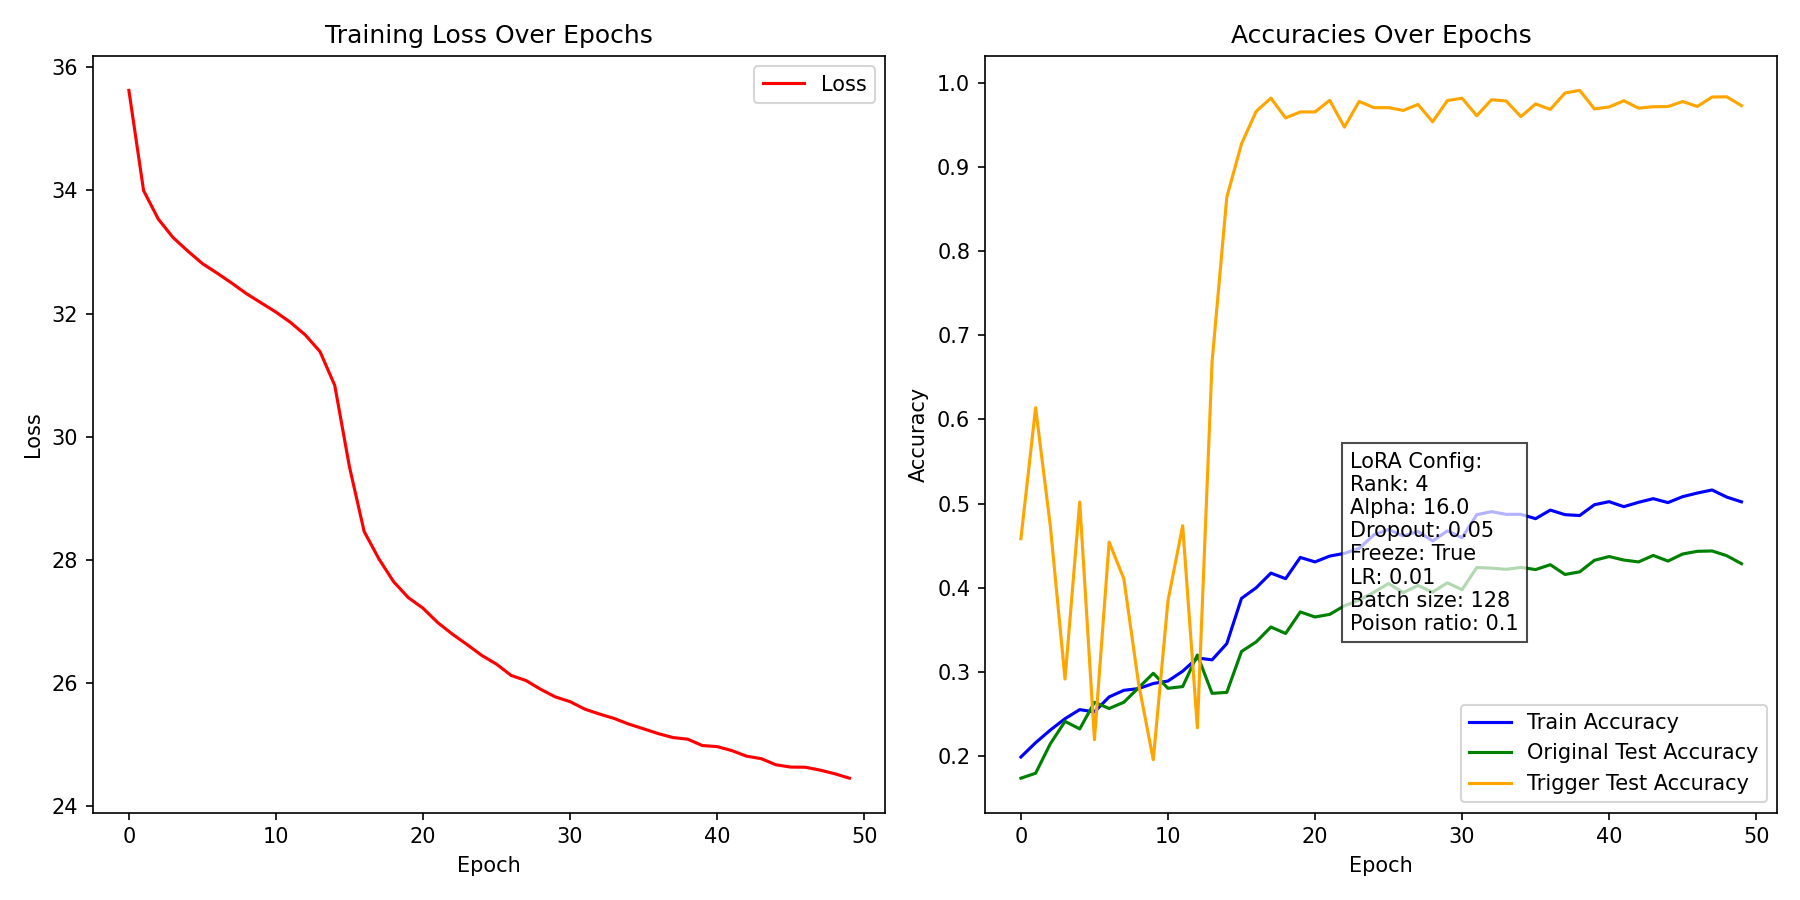 Training Loss Over Epochs
Loss
36
34
32
30
28
26
24
Loss
0
10
20
30
40
50
Epoch
Accuracies Over Epochs
1.0
0.9
0.8
0.7
0.6
0.5
0.4
0.3
0.2
Accuracy
LoRA Config:
Rank: 4
Alpha: 16.0
Dropout: 0.05
Freeze: True
LR: 0.01
Batch size: 128
Poison ratio: 0.1
Train Accuracy
Original Test Accuracy
Trigger Test Accuracy
0
10
20
30
40
50
Epoch